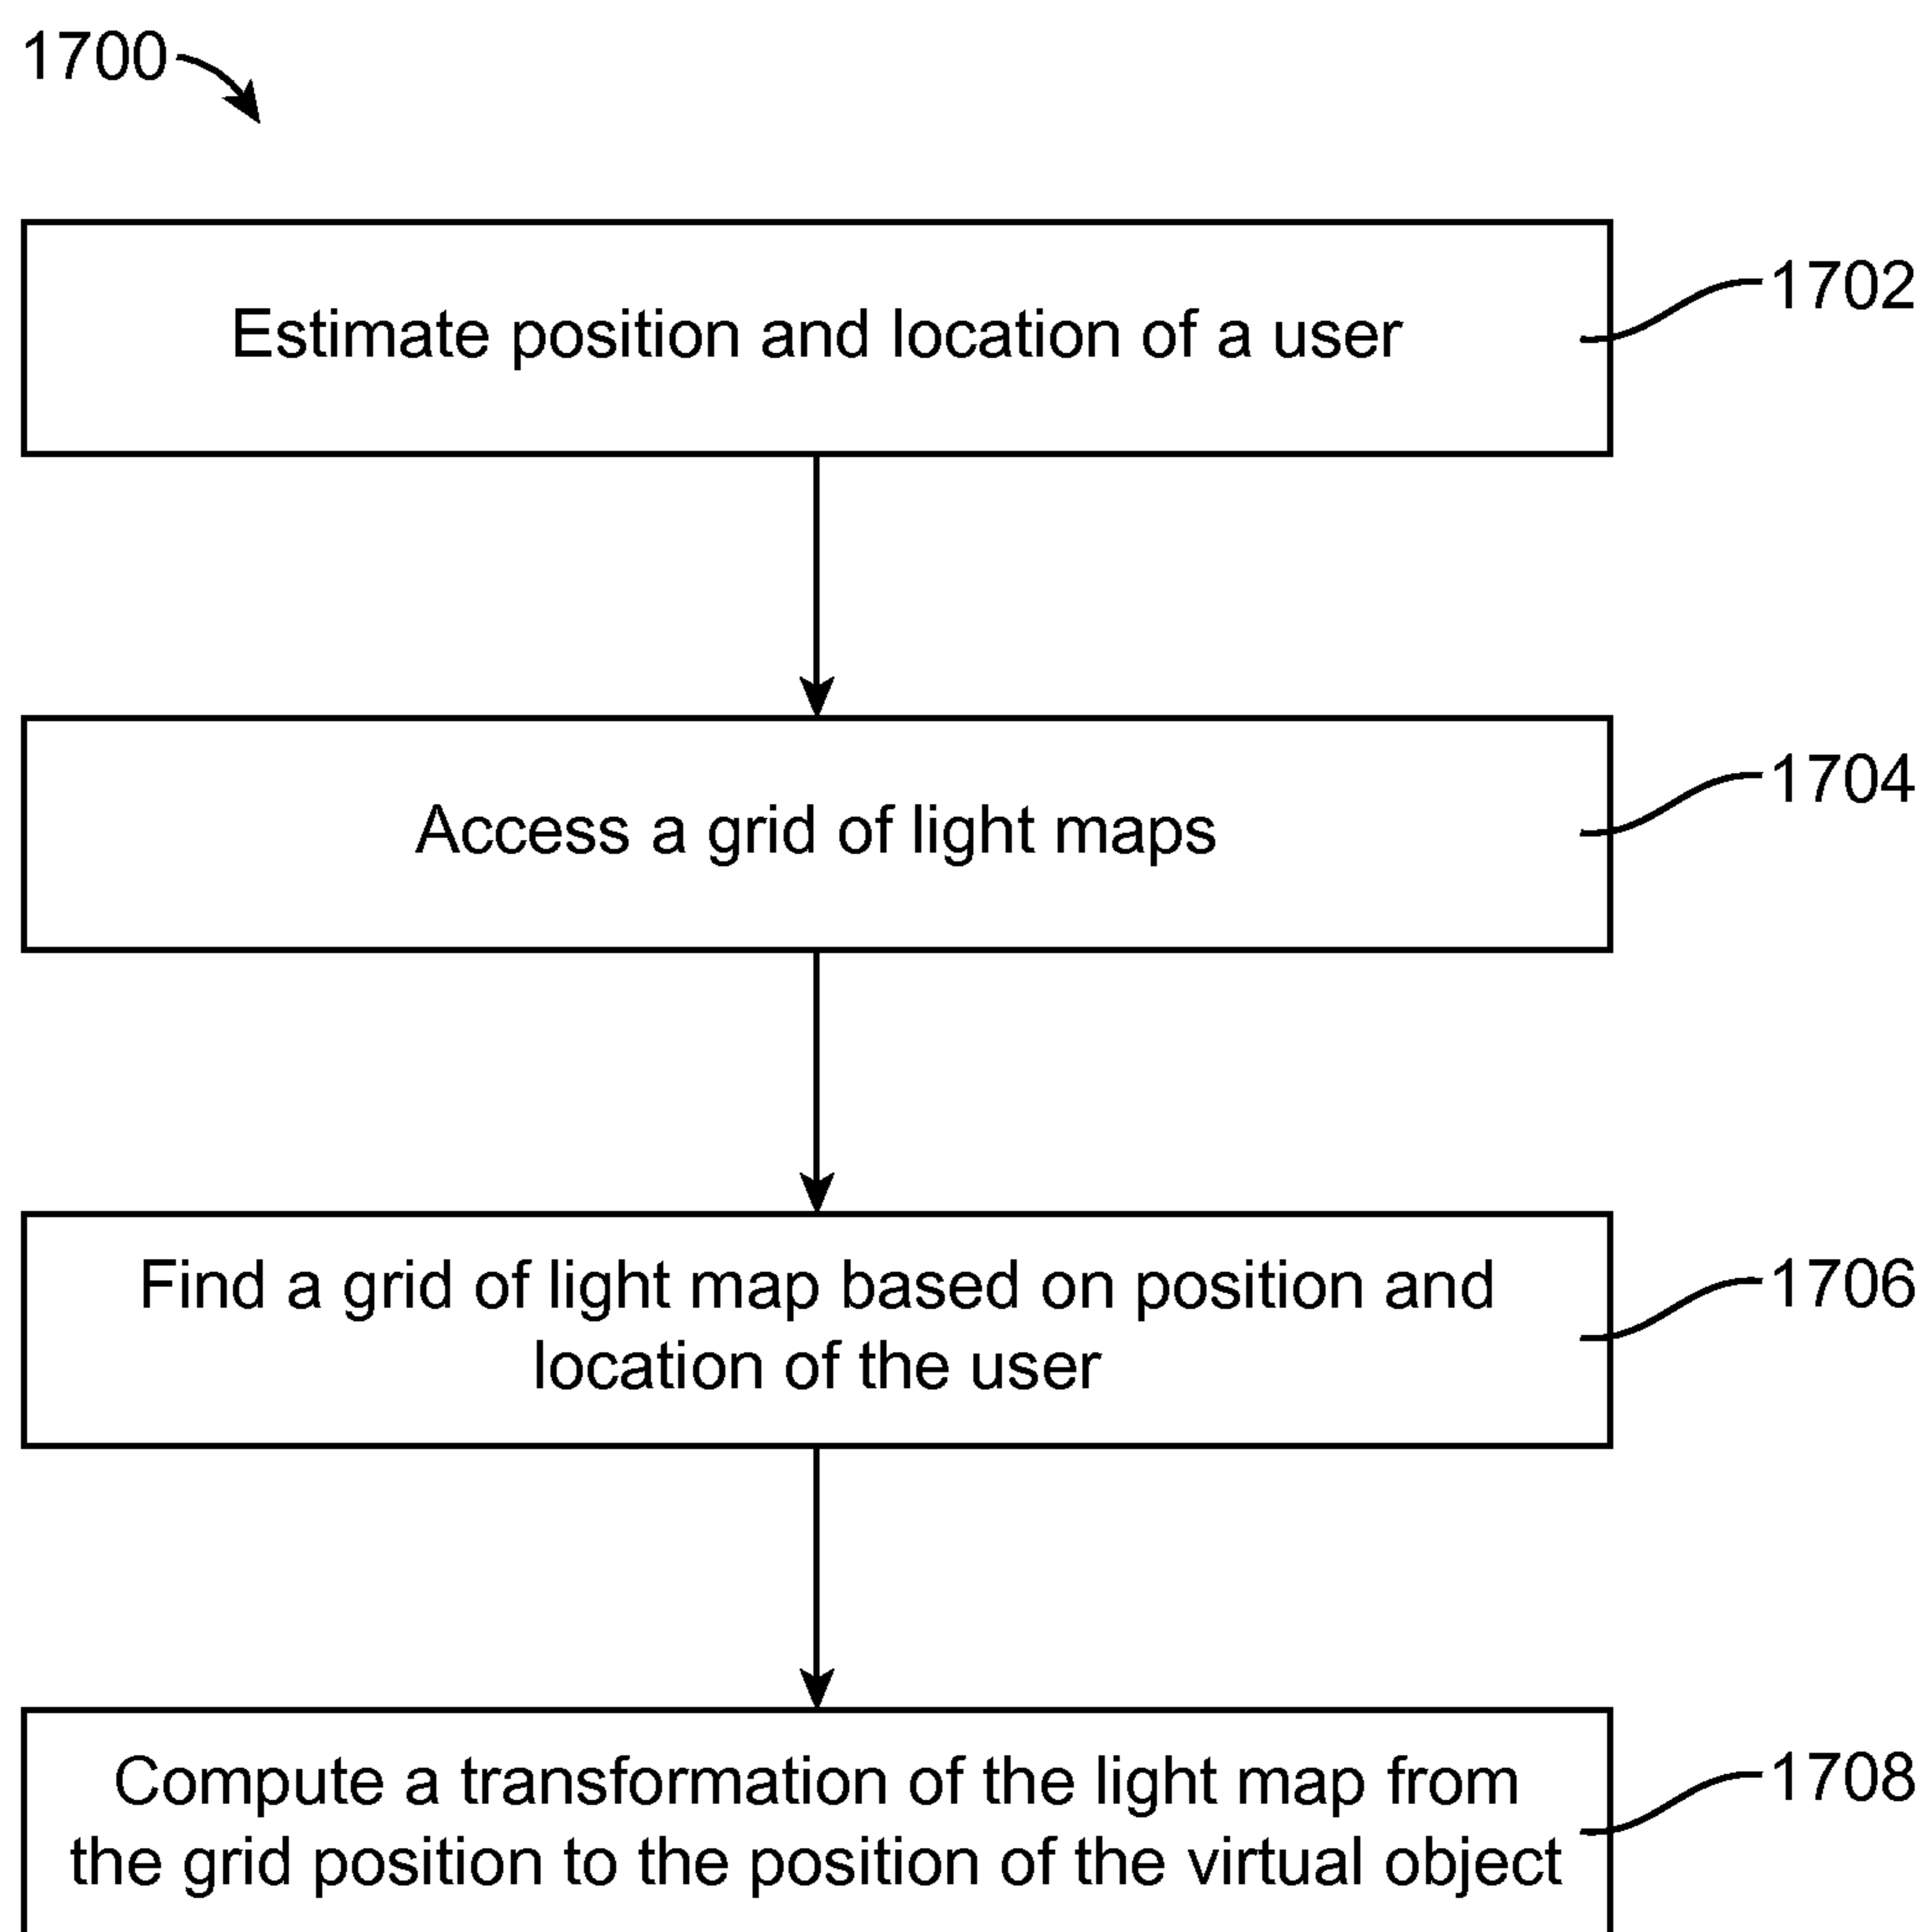 1700
Estimate position and location of a user
1702
Access a grid of light maps
1704
Find a grid of light map based on position and
location of the user
1706
Compute a transformation of the light map from
the grid position to the position of the virtual object
1708